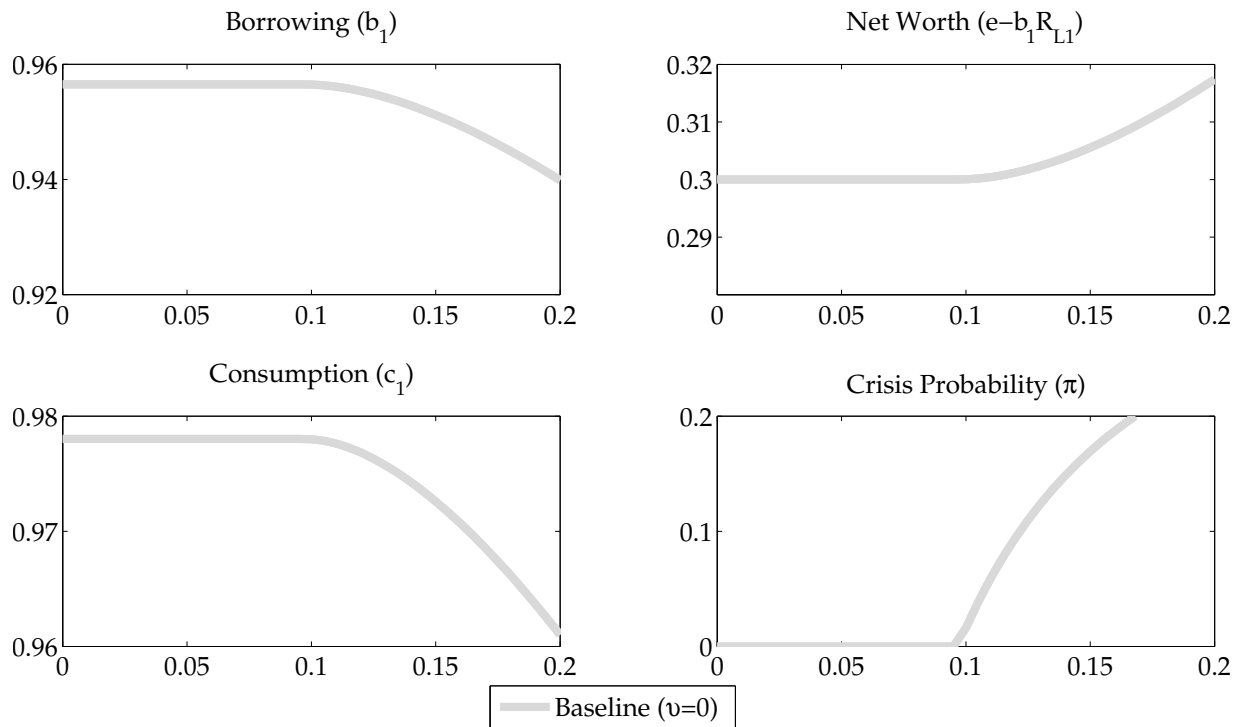 Borrowing (b1)
0.96
0.94
0.92
0 0.05 0.1 0.15 0.2
Net Worth (e−b1RL1)
0.32
0.31
0.3
0.29
0 0.05 0.1 0.15 0.2
Consumption (c1)
0.98
0.97
0.96
0 0.05 0.1 0.15 0.2
Crisis Probability (π)
0.2
0.1
0
0 0.05 0.1 0.15 0.2
Baseline (υ=0)